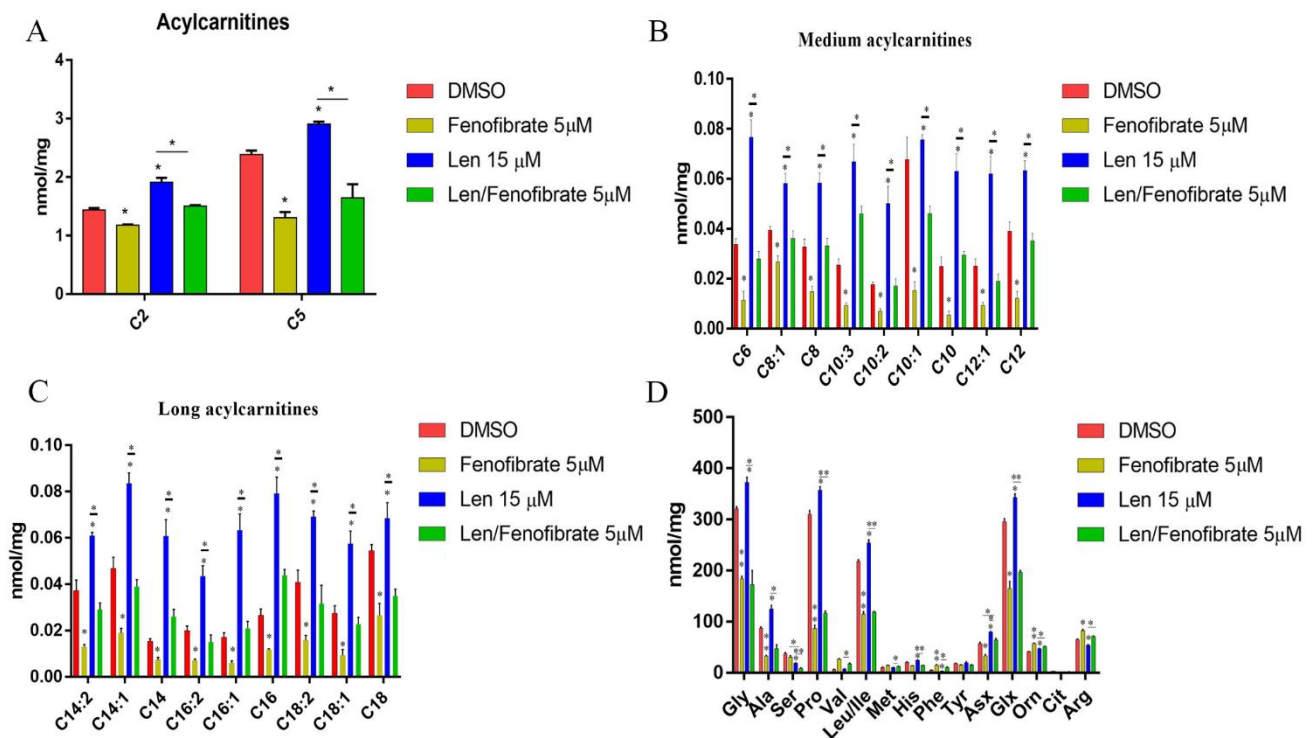 A
Acylcarnitines
nmol/mg
4
3
2
1
0
*
*
*
*
*
*
C2
C5
DMSO
Fenofibrate 5µM
Len 15 µM
Len/Fenofibrate 5µM
B
Medium acylcarnitines
nmol/mg
0.10
0.08
0.06
0.04
0.02
0.00
C6
C8:1
C8
C10:3
C10:2
C10:1
C10
C12:1
C12
DMSO
Fenofibrate 5µM
Len 15 µM
Len/Fenofibrate 5µM
C
Long acylcarnitines
nmol/mg
0.10
0.08
0.06
0.04
0.02
0.00
C14:2
C14:1
C14
C16:2
C16:1
C16
C18:2
C18:1
C18
DMSO
Fenofibrate 5µM
Len 15 µM
Len/Fenofibrate 5µM
D
nmol/mg
500
400
300
200
100
0
Gly
Ala
Ser
Pro
Val
Leu/Ile
Met
His
Phe
Tyr
Asx
Glx
Orn
Cit
Arg
DMSO
Fenofibrate 5µM
Len 15 µM
Len/Fenofibrate 5µM